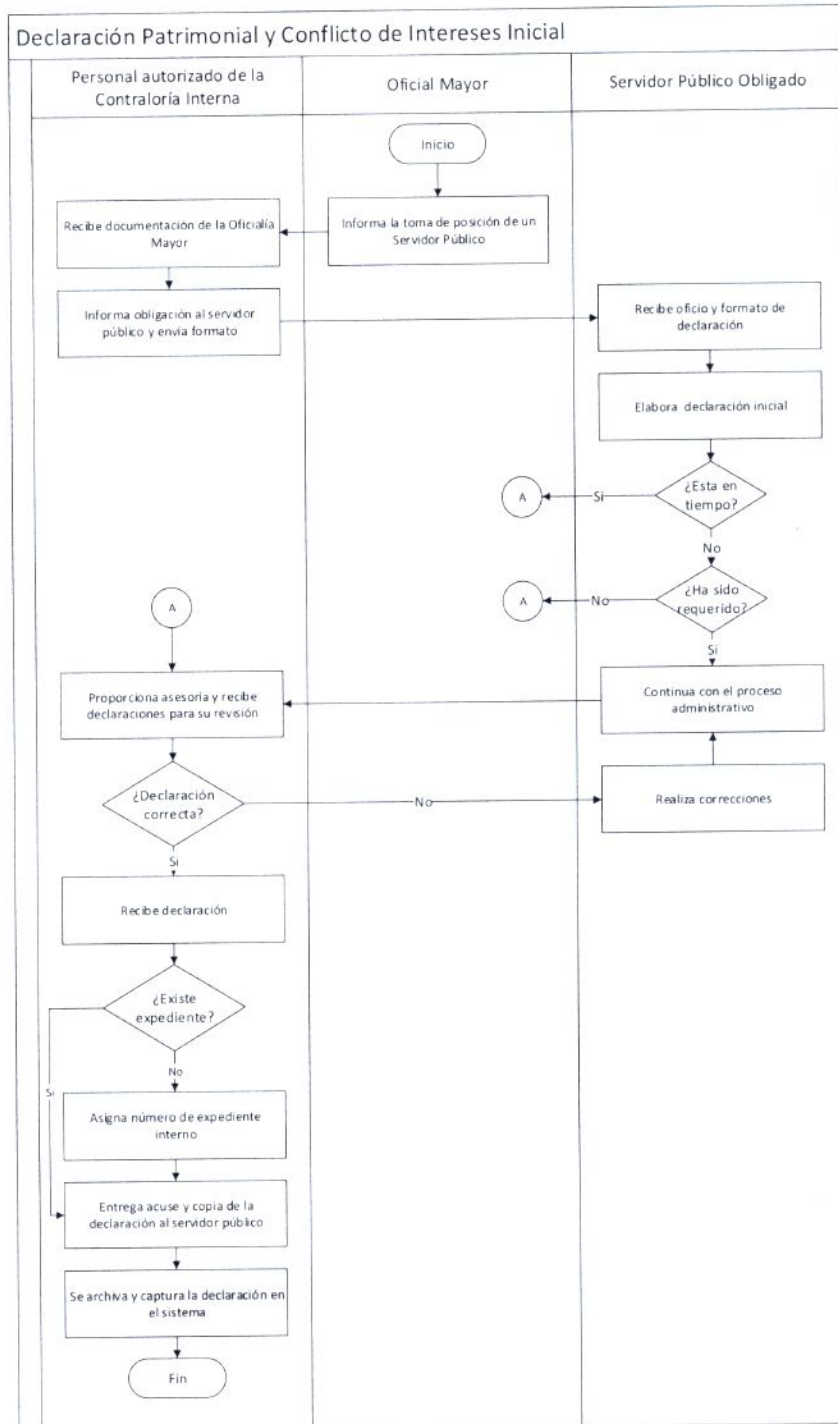 Declaración Patrimonial y Conflicto de Intereses Inicial
Personal autorizado de la
Contraloría Interna
Oficial Mayor
Servidor Público Obligado
Inicio
Informa la toma de posición de un
Servidor Público
Recibe documentación de la Oficialía
Mayor
Informa obligación al servidor
público y envía formato
Recibe oficio y formato de
declaración
Elabora declaración inicial
¿Esta en
tiempo?
Si
A
No
¿Ha sido
requerido?
No
A
Si
Continua con el proceso
administrativo
A
Proporciona asesoría y recibe
declaraciones para su revisión
¿Declaración
correcta?
No
Realiza correcciones
Si
Recibe declaración
¿Existe
expediente?
Si
No
Asigna número de expediente
interno
Entrega acuse y copia de la
declaración al servidor público
Se archiva y captura la declaración en
el sistema
Fin